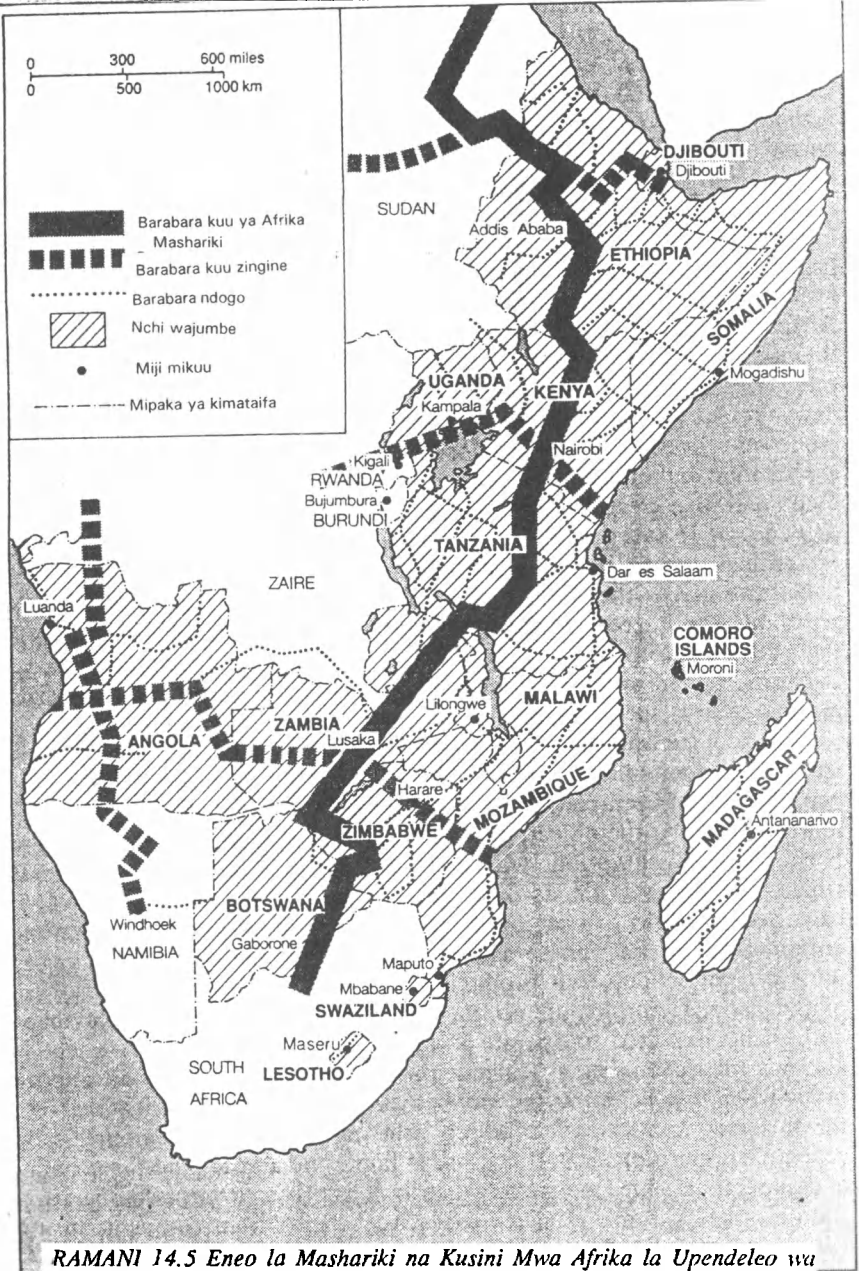 0 300 600 miles
0 500 1000 km
Barabara kuu ya Afrika
Mashariki
Barabara kuu zingine
Barabara ndogo
Nchi wajumbe
Miji mikuu
Mipaka ya kimataifa
DJIBOUTI
Djibouti
SUDAN
Addis Ababa
ETHIOPIA
SOMALIA
Mogadishu
UGANDA
Kampala
KENYA
Nairobi
Kigali
RWANDA
Bujumbura
BURUNDI
TANZANIA
Dar es Salaam
ZAIRE
Luanda
COMORO
ISLANDS
Moroni
MALAWI
Lilongwe
ZAMBIA
Lusaka
ANGOLA
Harare
MOZAMBIQUE
ZIMBABWE
MADAGASCAR
Antananarivo
BOTSWANA
Windhoek
NAMIBIA
Gaborone
Maputo
Mbabane
SWAZILAND
Maseru
LESOTHO
SOUTH
AFRICA
RAMANI 14.5 Eneo la Mashariki na Kusini Mwa Afrika la Upendeleo wa